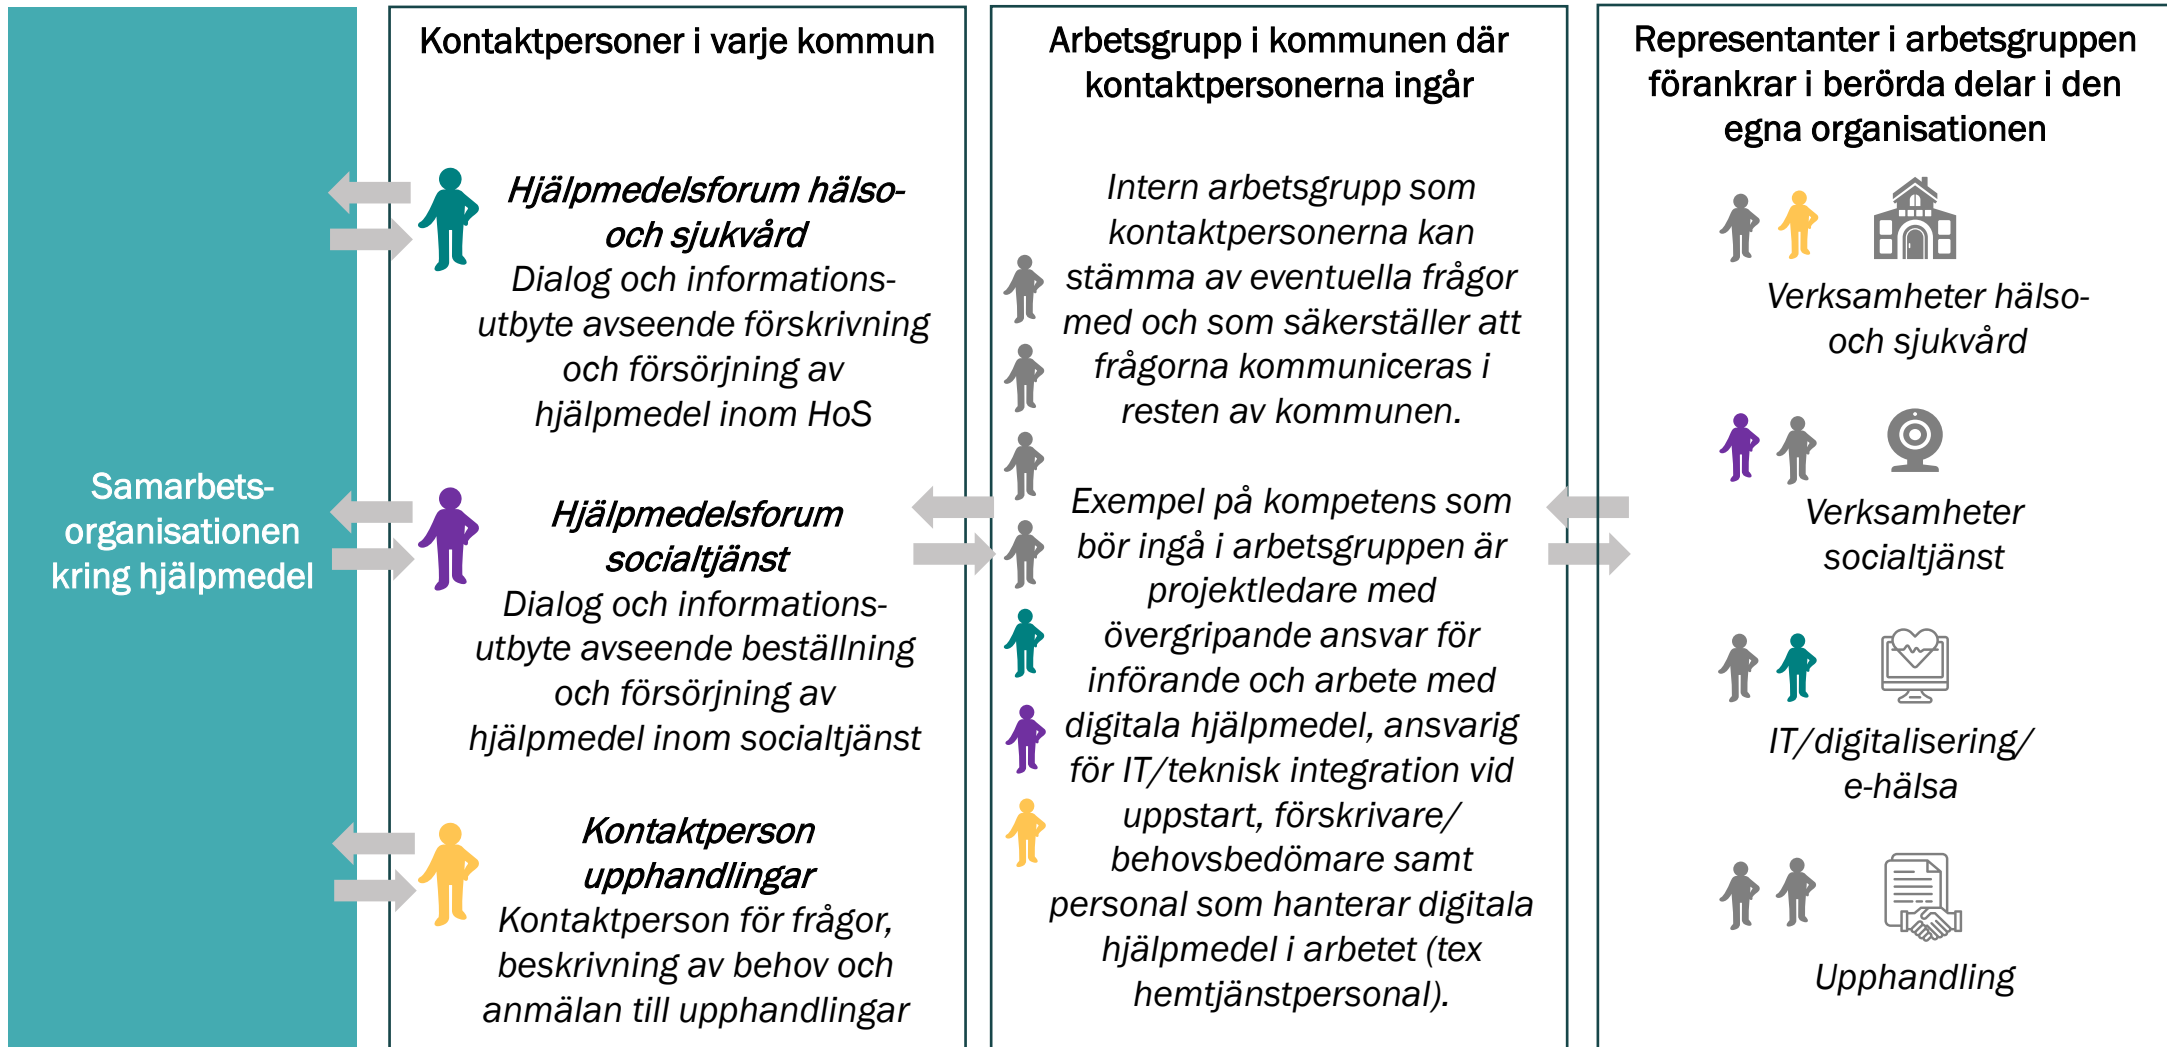 Samarbets-
organisationen
kring hjälpmedel
Kontaktpersoner i varje kommun
Hjälpmedelsforum hälso-
och sjukvård
Dialog och informations-
utbyte avseende förskrivning
och försörjning av
hjälpmedel inom HoS
Hjälpmedelsforum
socialtjänst
Dialog och informations-
utbyte avseende beställning
och försörjning av
hjälpmedel inom socialtjänst
Kontaktperson
upphandlingar
Kontaktperson för frågor,
beskrivning av behov och
anmälan till upphandlingar
Arbetsgrupp i kommunen där
kontaktpersonerna ingår
Intern arbetsgrupp som
kontaktpersonerna kan
stämma av eventuella frågor
med och som säkerställer att
frågorna kommuniceras i
resten av kommunen.
Exempel på kompetens som
bör ingå i arbetsgruppen är
projektledare med
övergripande ansvar för
införande och arbete med
digitala hjälpmedel, ansvarig
för IT/teknisk integration vid
uppstart, förskrivare/
behovsbedömare samt
personal som hanterar digitala
hjälpmedel i arbetet (tex
hemtjänstpersonal).
Representanter i arbetsgruppen
förankrar i berörda delar i den
egna organisationen
Verksamheter hälso-
och sjukvård
Verksamheter
socialtjänst
IT/digitalisering/
e-hälsa
Upphandling